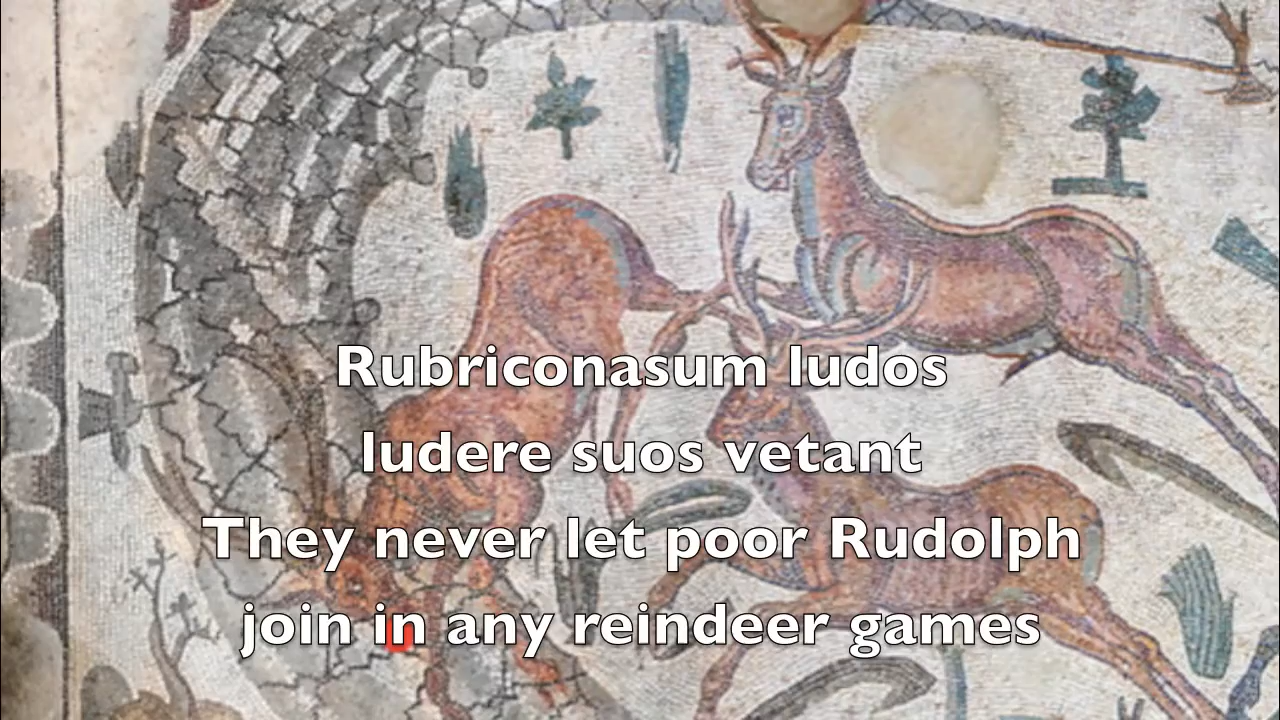 Rubriconasum ludos
ludere suos vetant
They never let poor Rudolph
join in any reindeer games